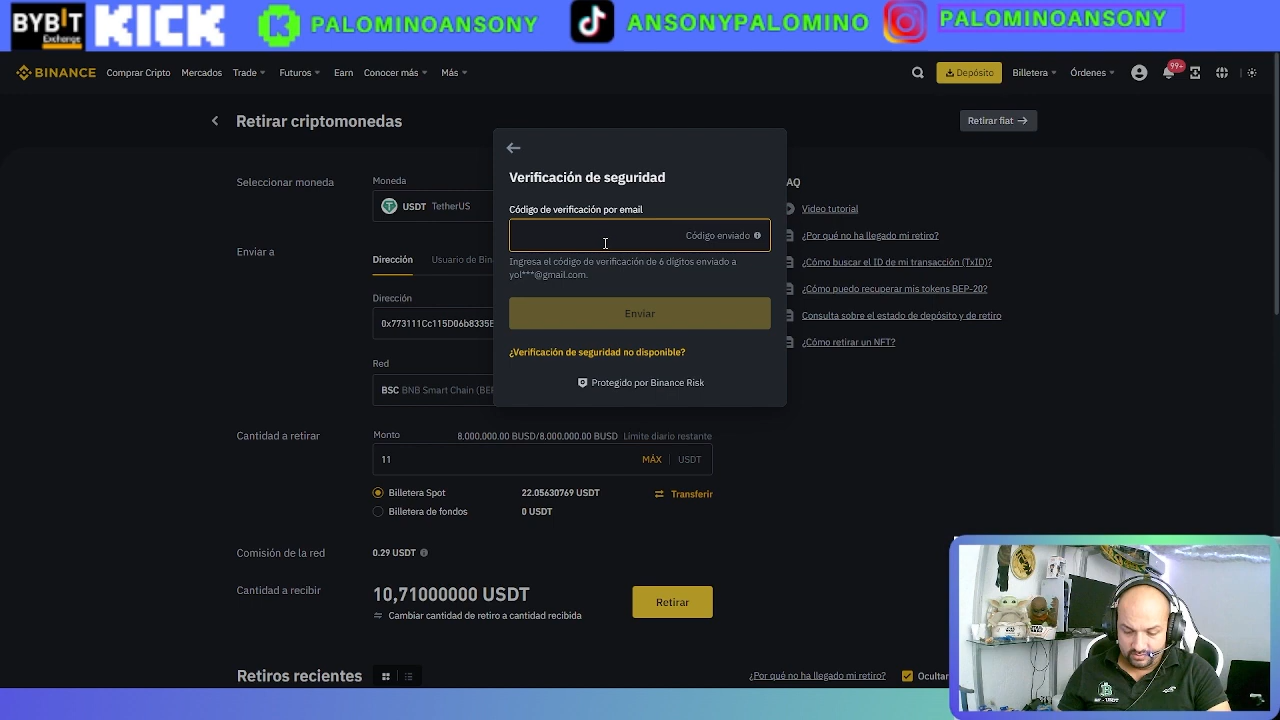 BYBIT
Exchange
KICK
PALOMINOANSONY
ANSONYPALOMINO
PALOMINOANSONY
BINANCE
Comprar Cripto
Mercados
Trade
Futuros
Earn
Conocer más
Más
Depósito
Billetera
Órdenes
99+
Retirar criptomonedas
Retirar fiat
Seleccionar moneda
Moneda
USDT TetherUS
Enviar a
Dirección
Usuario de Bin
Dirección
0x773111Cc115D06b8335E
Red
BSC BNB Smart Chain (BEP
Cantidad a retirar
Monto
8.000.000.00 BUSD/8,000,000.00 BUSD Límite diario restante
11
MÁX
USDT
Billetera Spot
22.05630769 USDT
Transferir
Billetera de fondos
0 USDT
Comisión de la red
0.29 USDT
Cantidad a recibir
10,71000000 USDT
Cambiar cantidad de retiro a cantidad recibida
Retirar
Retiros recientes
¿Por qué no ha llegado mi retiro?
Ocultar
Verificación de seguridad
Código de verificación por email
Código enviado
Ingresa el código de verificación de 6 dígitos enviado a
yol***@gmail.com.
Enviar
¿Verificación de seguridad no disponible?
Protegido por Binance Risk
AQ
Video tutorial
¿Por qué no ha llegado mi retiro?
¿Cómo buscar el ID de mi transacción (TxID)?
¿Cómo puedo recuperar mis tokens BEP-20?
Consulta sobre el estado de depósito y de retiro
¿Cómo retirar un NFT?